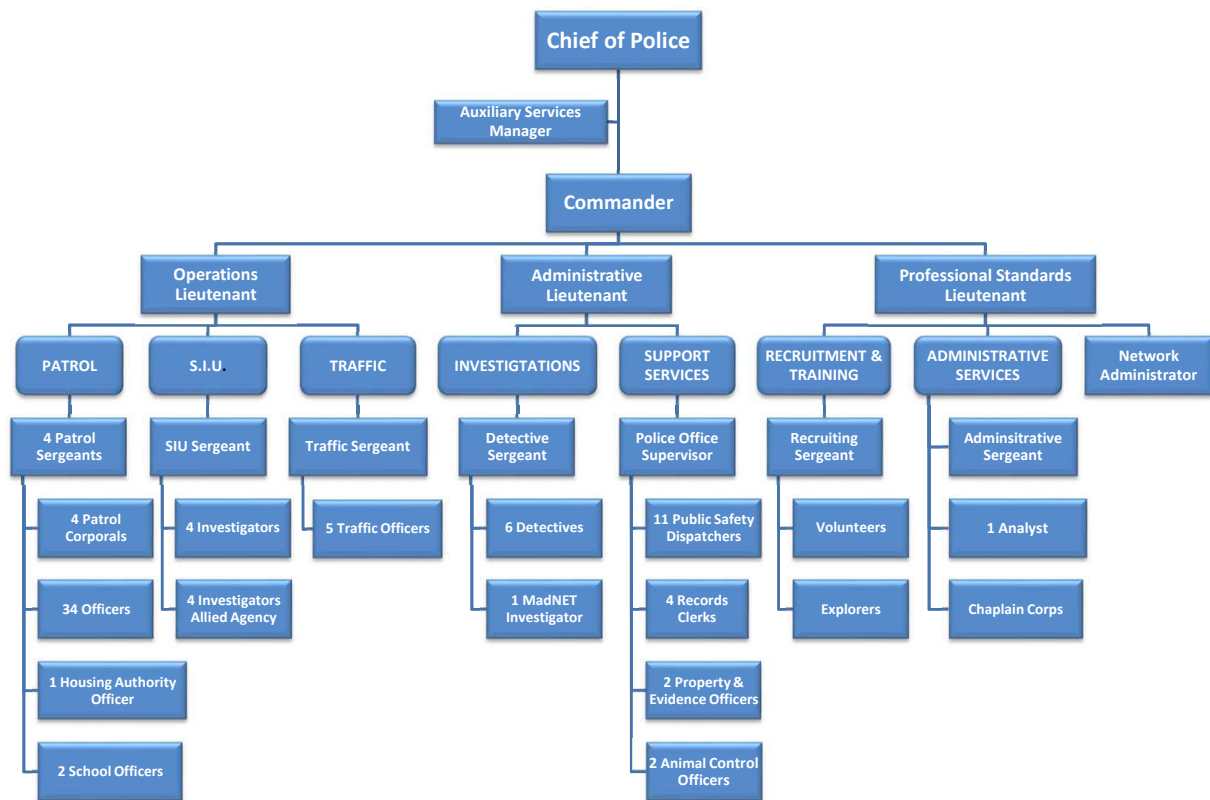 Chief of Police
Auxiliary Services
Manager
Commander
Operations
Lieutenant
Administrative
Lieutenant
Professional Standards
Lieutenant
PATROL
S.I.U.
TRAFFIC
INVESTIGTATIONS
SUPPORT
SERVICES
RECRUITMENT &
TRAINING
ADMINISTRATIVE
SERVICES
Network
Administrator
4 Patrol
Sergeants
SIU Sergeant
Traffic Sergeant
Detective
Sergeant
Police Office
Supervisor
Recruiting
Sergeant
Adminsitrative
Sergeant
4 Patrol
Corporals
4 Investigators
5 Traffic Officers
6 Detectives
11 Public Safety
Dispatchers
Volunteers
1 Analyst
34 Officers
4 Investigators
Allied Agency
1 MadNET
Investigator
4 Records
Clerks
Explorers
Chaplain Corps
1 Housing Authority
Officer
2 Property &
Evidence Officers
2 School Officers
2 Animal Control
Officers